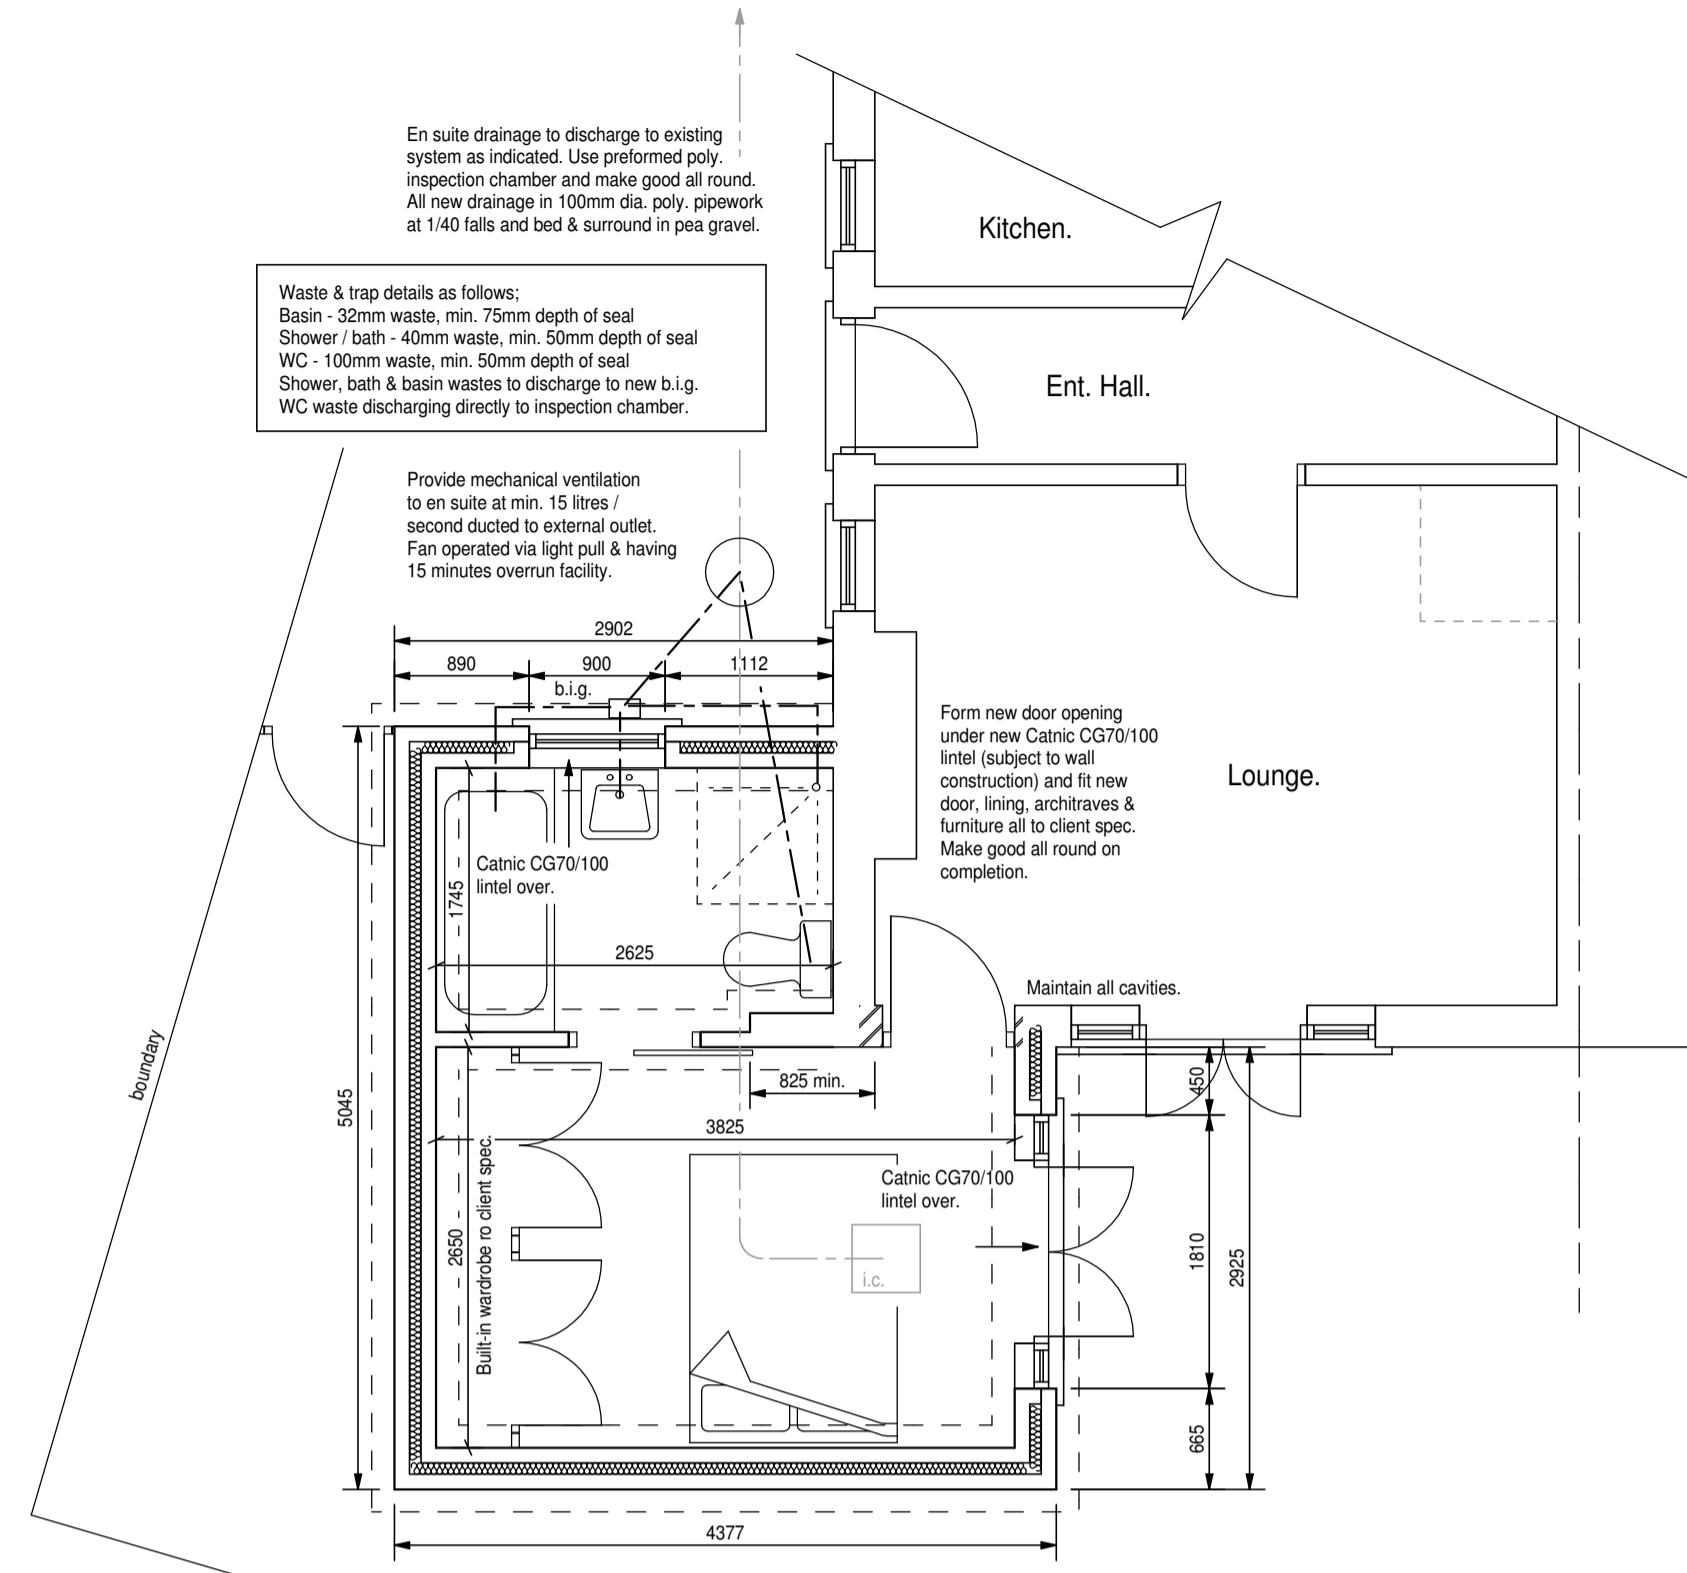 En suite drainage to discharge to existing
system as indicated. Use preformed poly.
inspection chamber and make good all round.
All new drainage in 100mm dia. poly. pipework
at 1/40 falls and bed & surround in pea gravel.
Kitchen.
Waste & trap details as follows;
Basin - 32mm waste, min. 75mm depth of seal
Shower / bath - 40mm waste, min. 50mm depth of seal
WC - 100mm waste, min. 50mm depth of seal
Shower, bath & basin wastes to discharge to new b.i.g.
WC waste discharging directly to inspection chamber.
Ent. Hall.
Provide mechanical ventilation
to en suite at min. 15 litres /
second ducted to external outlet.
Fan operated via light pull & having
15 minutes overrun facility.
2902
890
900
1112
b.i.g.
Form new door opening
under new Catnic CG70/100
lintel (subject to wall
construction) and fit new
door, lining, architraves &
furniture all to client spec.
Make good all round on
completion.
Lounge.
Catnic CG70/100
lintel over.
1745
2625
Maintain all cavities.
boundary
5045
825 min.
450
3825
Built-in wardrobe ro client spec.
2650
Catnic CG70/100
lintel over.
i.c.
1810
2925
665
4377